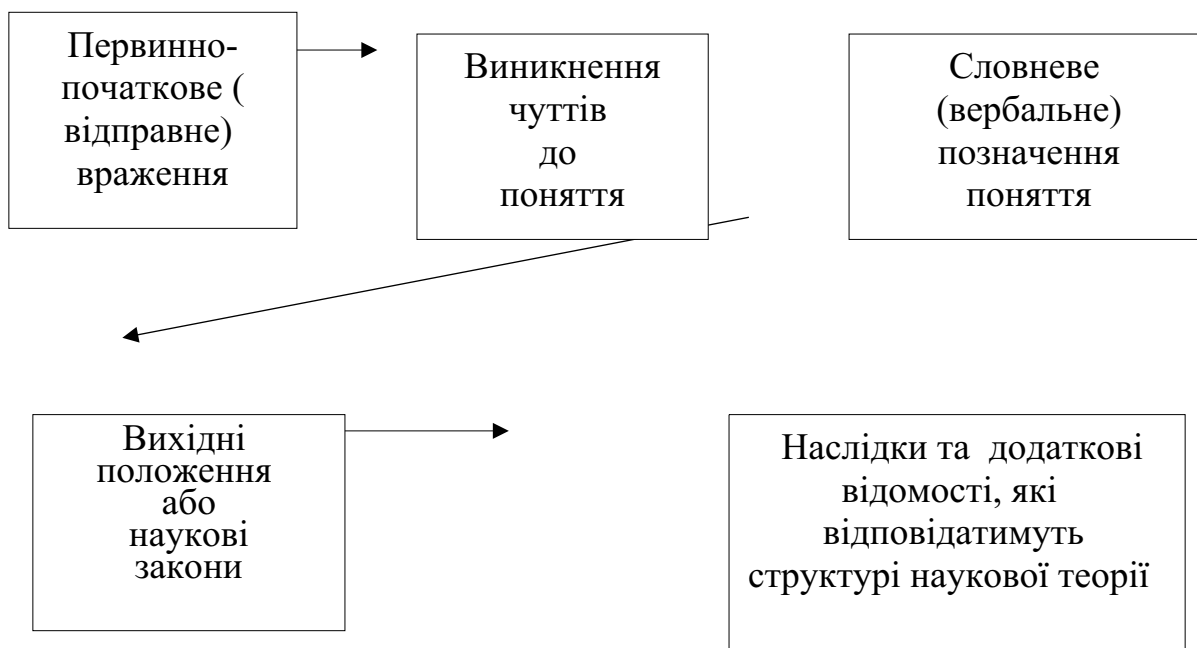 Первинно-
початкове (
відправне)
враження
Виникнення
чуттів
до
поняття
Словневе
(вербальне)
позначення
поняття
Вихідні
положення
або
наукові
закони
Наслідки та додаткові
відомості, які
відповідатимуть
структурі наукової теорії